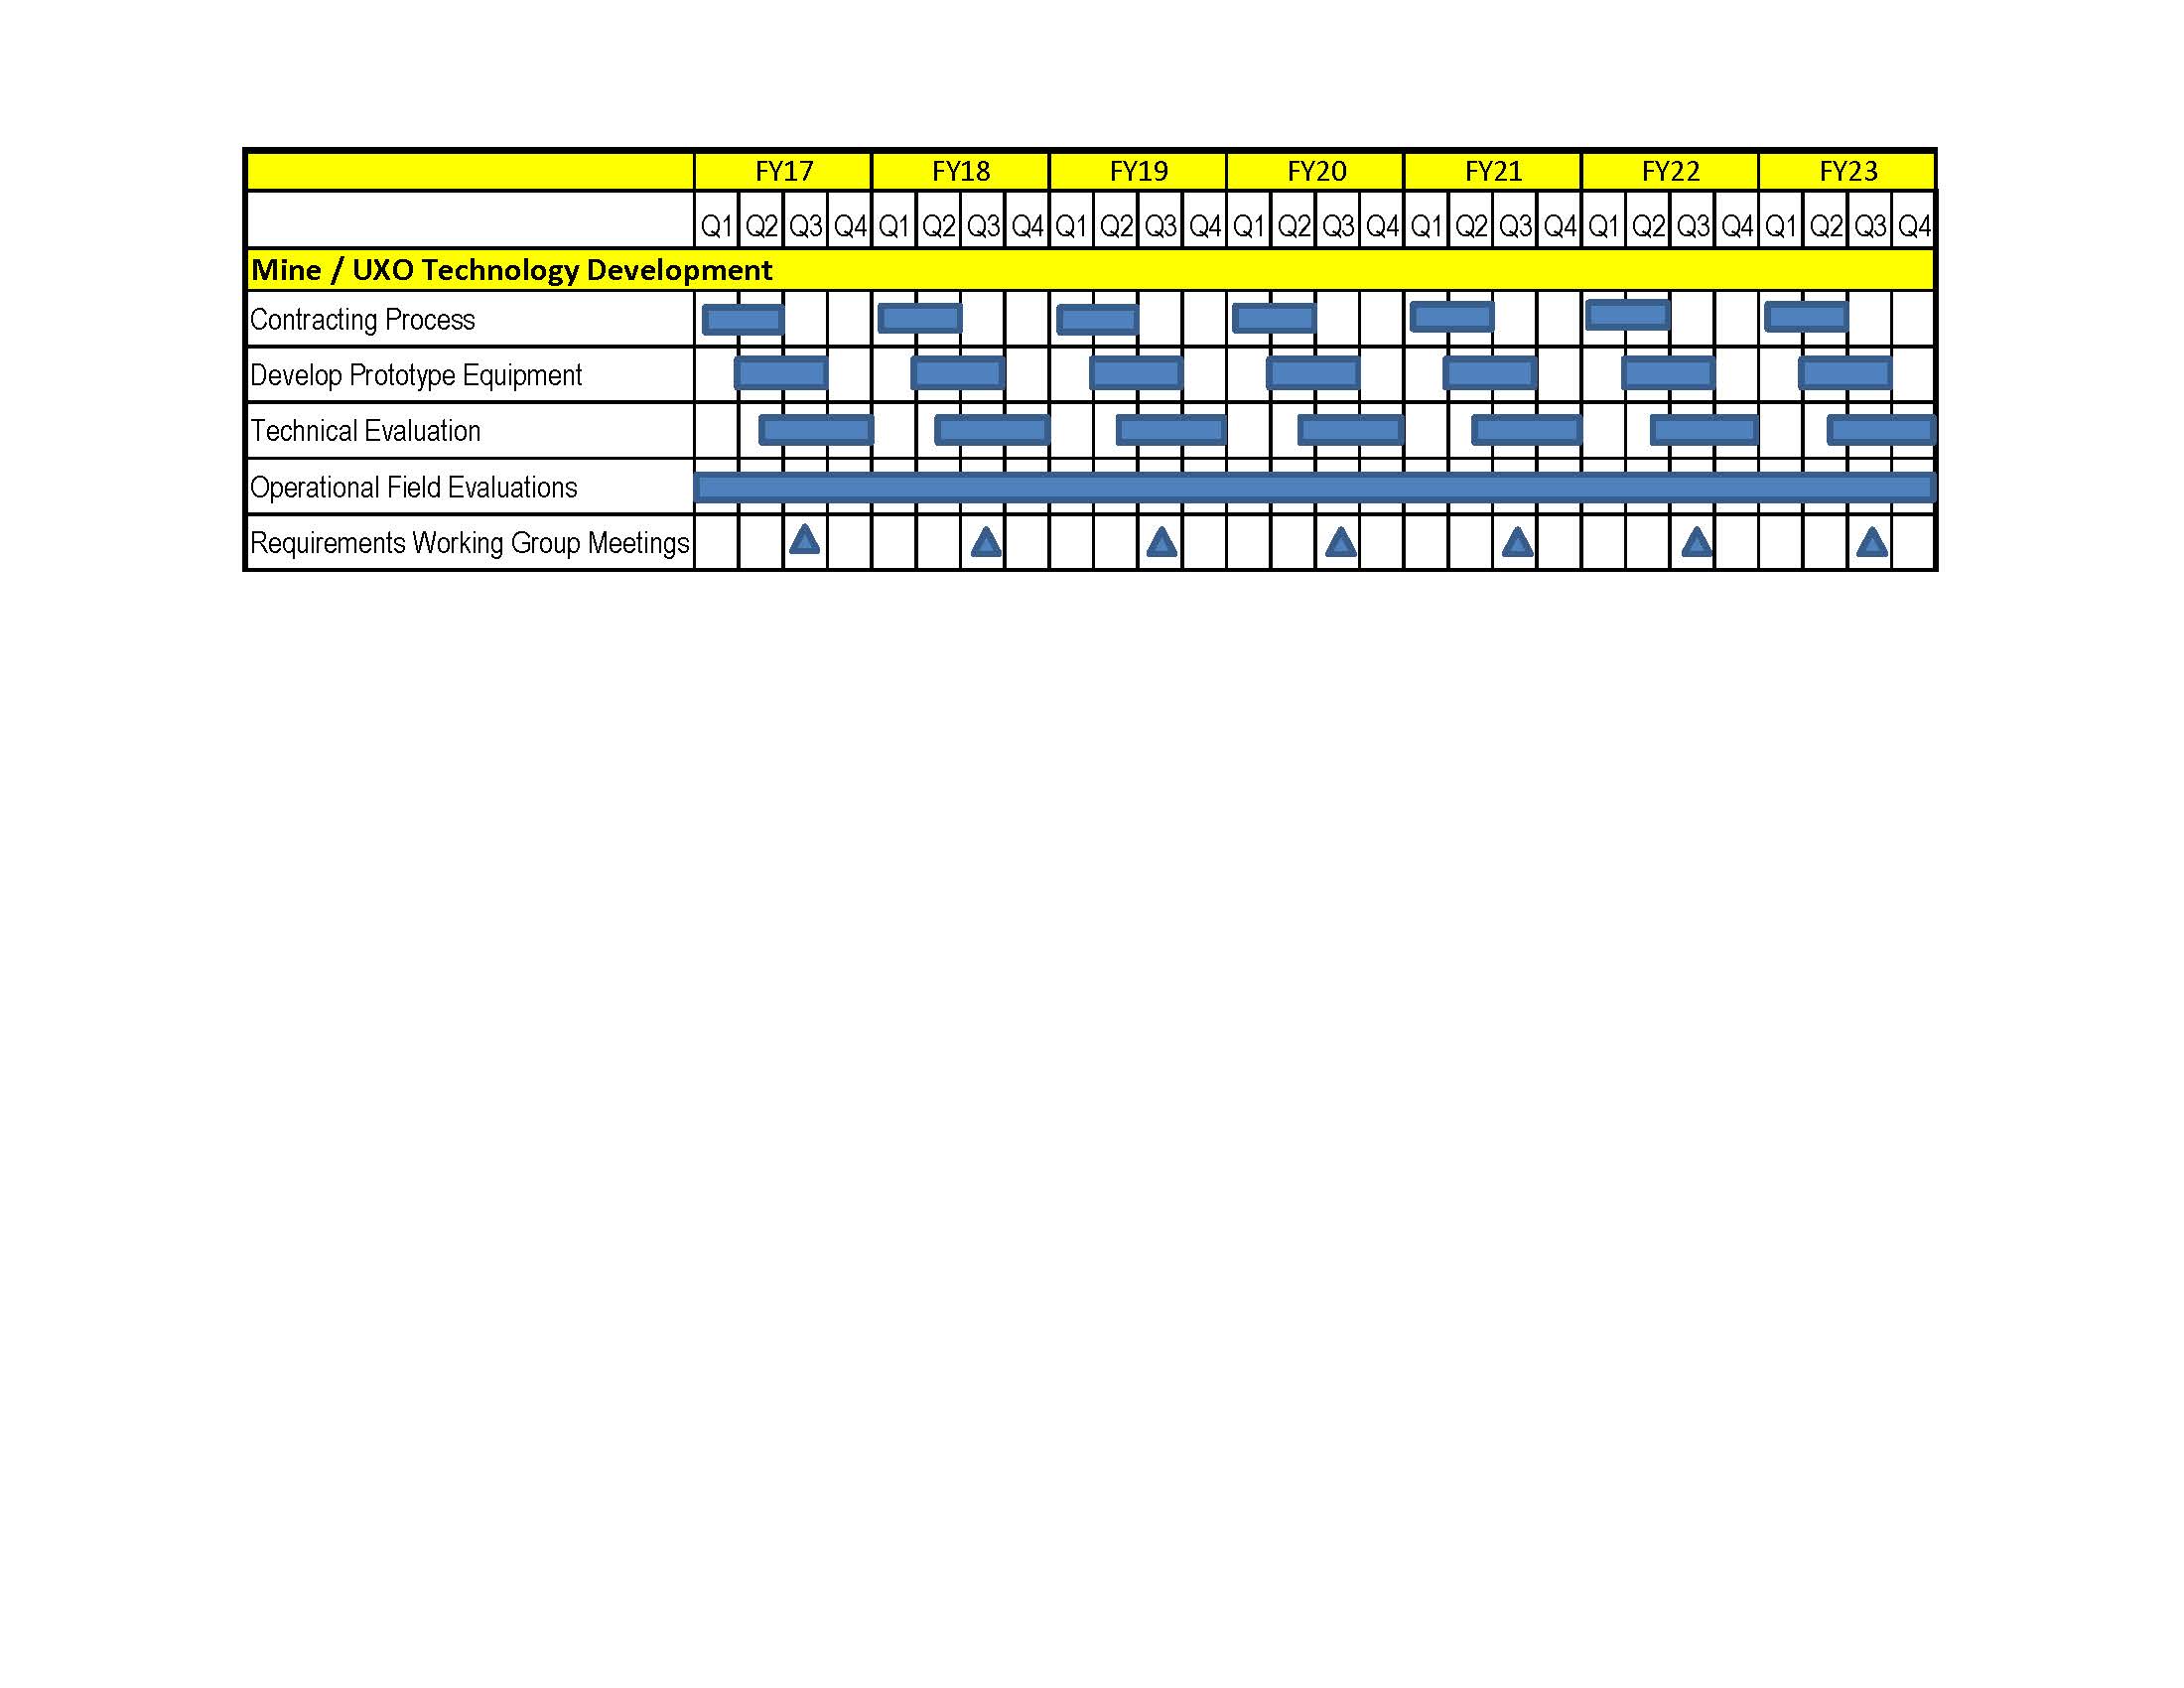 FY17 FY18 FY19 FY20 FY21 FY22 FY23
Q1 Q2 Q3 Q4 Q1 Q2 Q3 Q4 Q1 Q2 Q3 Q4 Q1 Q2 Q3 Q4 Q1 Q2 Q3 Q4 Q1 Q2 Q3 Q4 Q1 Q2 Q3 Q4
Mine / UXO Technology Development
Contracting Process
Develop Prototype Equipment
Technical Evaluation
Operational Field Evaluations
Requirements Working Group Meetings